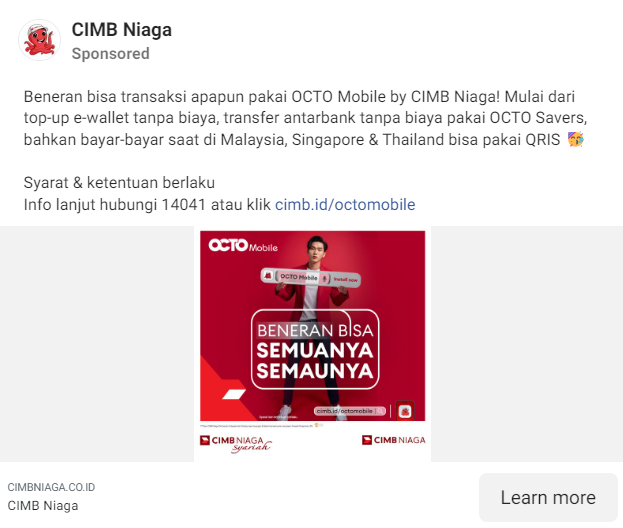 CIMB Niaga
Sponsored
Beneran bisa transaksi apapun pakai OCTO Mobile by CIMB Niaga! Mulai dari
top-up e-wallet tanpa biaya, transfer antarbank tanpa biaya pakai OCTO Savers,
bahkan bayar-bayar saat di Malaysia, Singapore & Thailand bisa pakai QRIS 🥳
Syarat & ketentuan berlaku
Info lanjut hubungi 14041 atau klik cimb.id/octomobile
OCTO Mobile
OCTO Mobile Install now
BENERAN BISA
SEMUANYA
SEMAUNYA
cimb.id/octomobile
CIMB NIAGA syariah
CIMB NIAGA
CIMBNIAGA.CO.ID
CIMB Niaga
Learn more